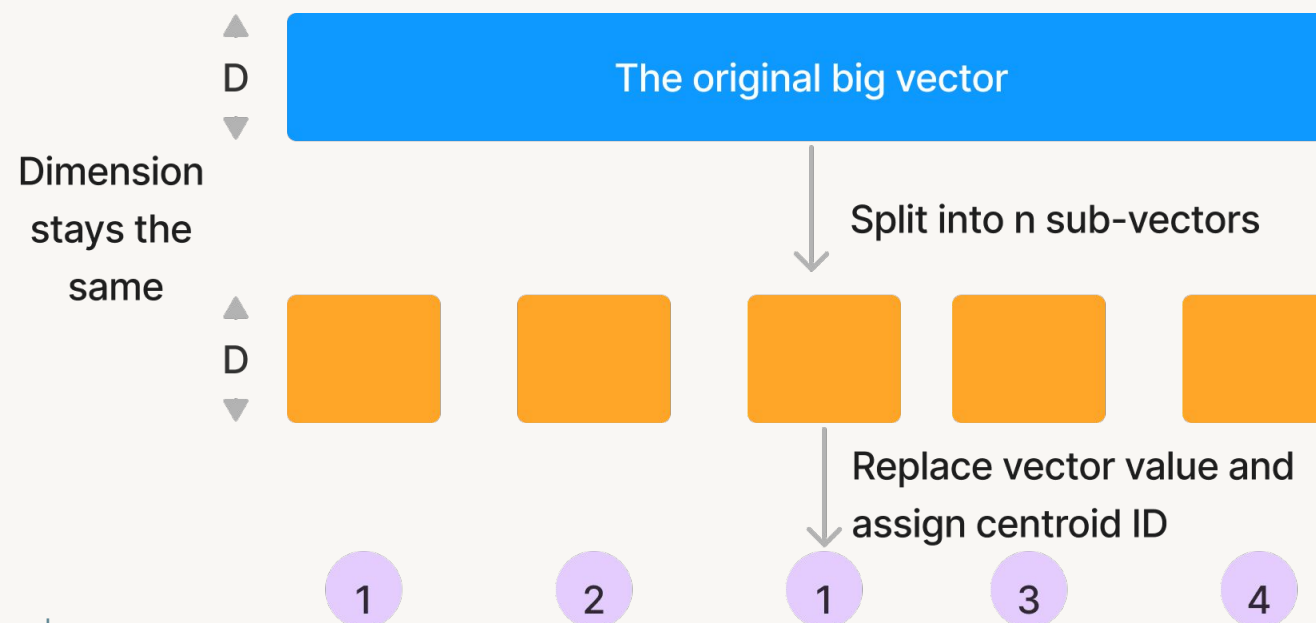 D
The original big vector
Dimension
stays the
same
Split into n sub-vectors
D
Replace vector value and
assign centroid ID
1 2 1 3 4